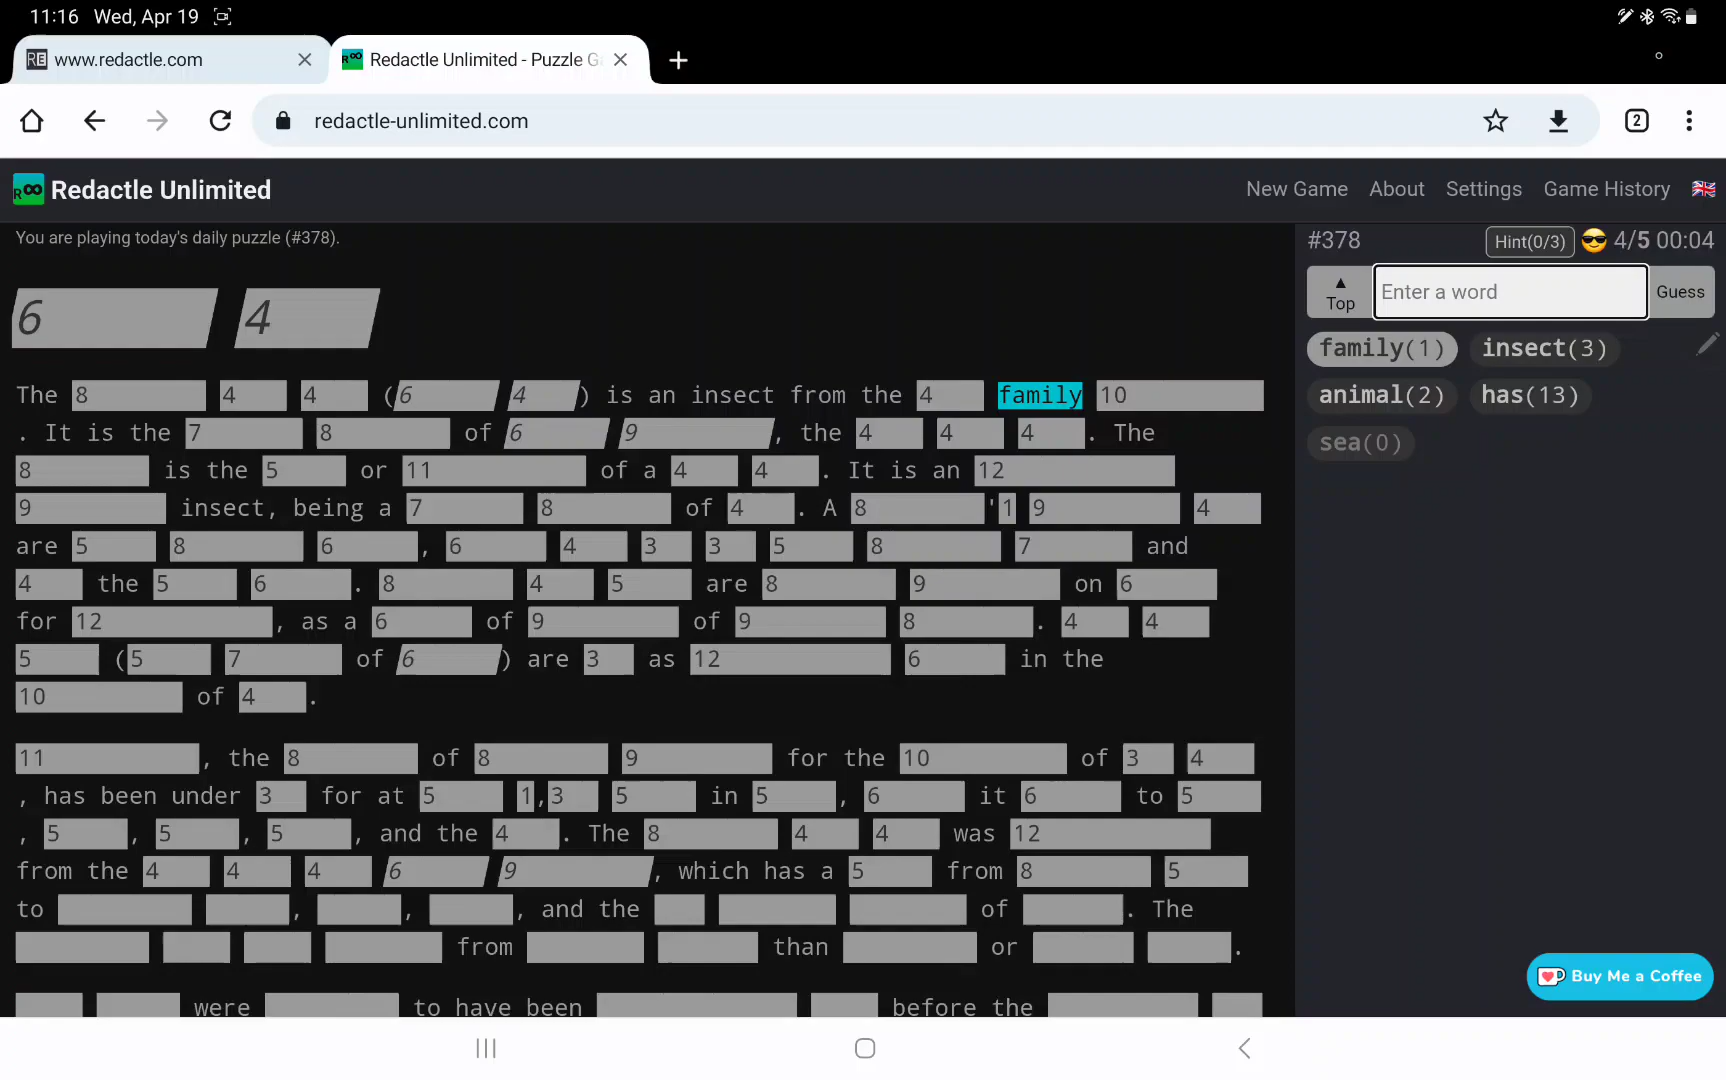 11:16 Wed, Apr 19
www.redactle.com
Redactle Unlimited - Puzzle G
redactle-unlimited.com
2
Redactle Unlimited
New Game About Settings Game History
You are playing today's daily puzzle (#378).
#378 Hint(0/3) 4/5 00:04
Top Enter a word Guess
family(1) insect(3)
animal(2) has(13)
sea(0)
6 4
The 8 4 4 (6 4) is an insect from the 4 family 10
. It is the 7 8 of 6 9, the 4 4 4. The
8 is the 5 or 11 of a 4 4. It is an 12
9 insect, being a 7 8 of 4. A 8'1 9 4
are 5 8 6, 6 4 3 3 5 8 7 and
4 the 5 6. 8 4 5 are 8 9 on 6
for 12, as a 6 of 9 of 9 8. 4 4
5 (5 7 of 6) are 3 as 12 6 in the
10 of 4.
11, the 8 of 8 9 for the 10 of 3 4
, has been under 3 for at 5 1,3 5 in 5, 6 it 6 to 5
, 5, 5, 5, and the 4. The 8 4 4 was 12
from the 4 4 4 6 9, which has a 5 from 8 5
to , , , and the of . The
from than or .
were to have been before the
Buy Me a Coffee